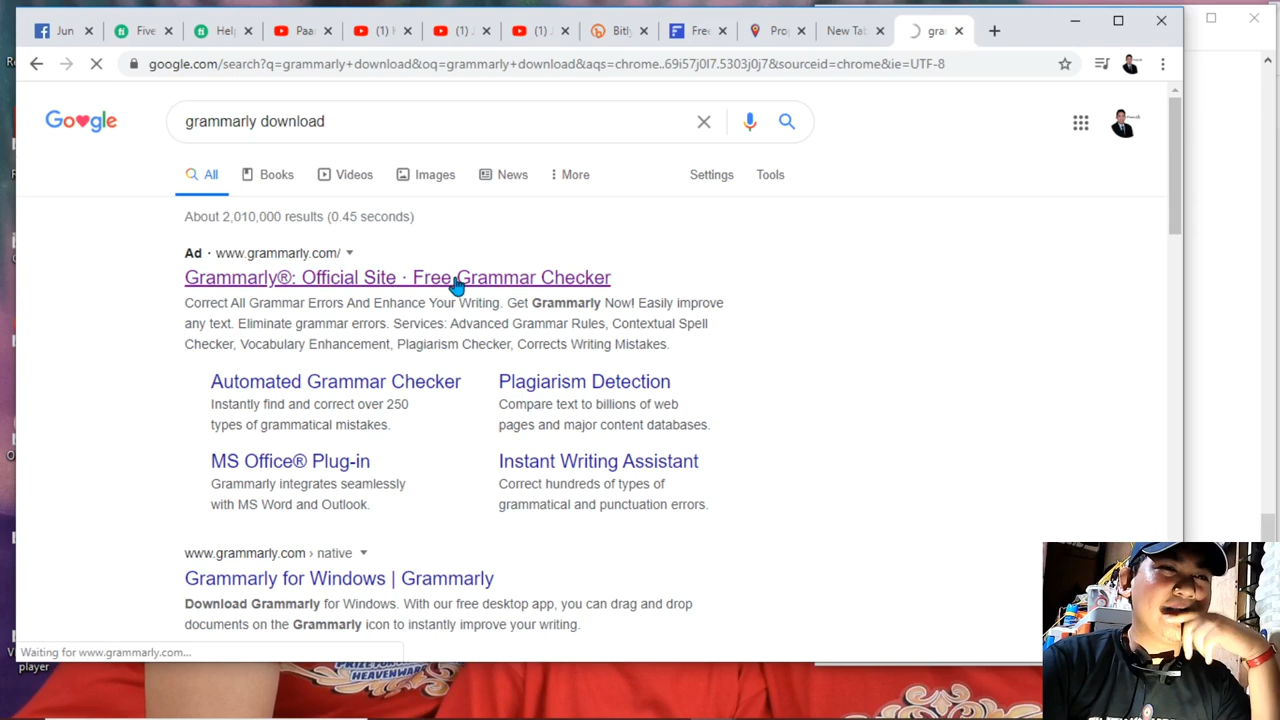 Jun
Five
Help
Paa
(1)
(1)
(1)
Bitly
Free
Pro
New Tab
gra
google.com/search?q=grammarly+download&oq=grammarly+download&aqs=chrome..69i57j0l7.5303j0j7&sourceid=chrome&ie=UTF-8
Go gle
grammarly download
All
Books
Videos
Images
News
More
Settings
Tools
About 2,010,000 results (0.45 seconds)
Ad · www.grammarly.com/
Grammarly®: Official Site · Free Grammar Checker
Correct All Grammar Errors And Enhance Your Writing. Get Grammarly Now! Easily improve
any text. Eliminate grammar errors. Services: Advanced Grammar Rules, Contextual Spell
Checker, Vocabulary Enhancement, Plagiarism Checker, Corrects Writing Mistakes.
Automated Grammar Checker
Instantly find and correct over 250
types of grammatical mistakes.
Plagiarism Detection
Compare text to billions of web
pages and major content databases.
MS Office® Plug-in
Grammarly integrates seamlessly
with MS Word and Outlook.
Instant Writing Assistant
Correct hundreds of types of
grammatical and punctuation errors.
www.grammarly.com › native
Grammarly for Windows | Grammarly
Download Grammarly for Windows. With our free desktop app, you can drag and drop
documents on the Grammarly icon to instantly improve your writing.
Waiting for www.grammarly.com...
player
HEAVENWARD